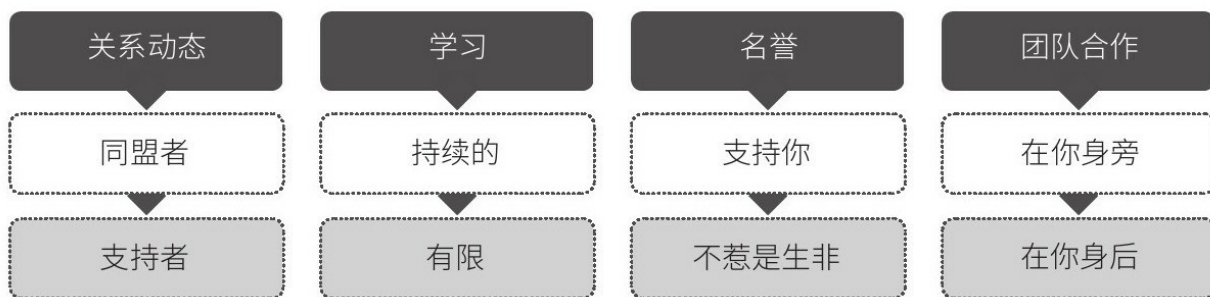 关系动态
学习
名誉
团队合作
同盟者
持续的
支持你
在你身旁
支持者
有限
不惹是生非
在你身后